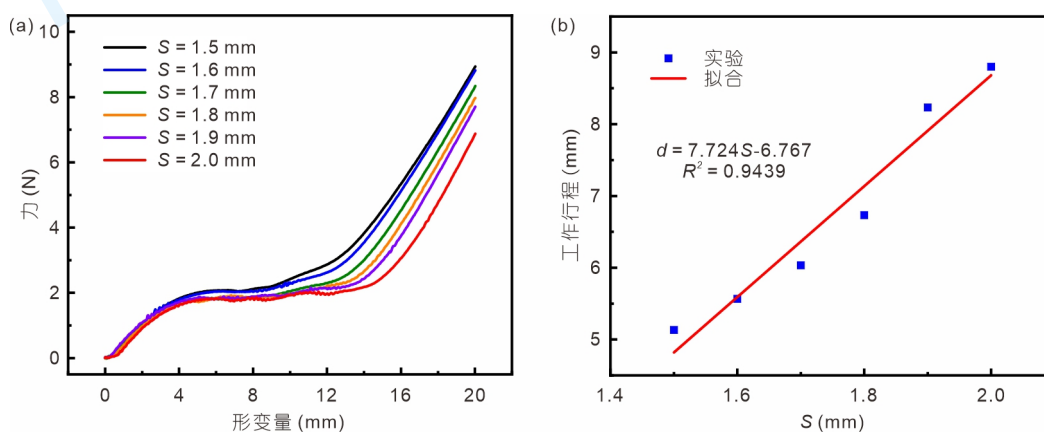 (a)
10
8
6
4
2
0
力 (N)
S = 1.5 mm
S = 1.6 mm
S = 1.7 mm
S = 1.8 mm
S = 1.9 mm
S = 2.0 mm
0 4 8 12 16 20
形变量 (mm)
(b)
9
8
7
6
5
工作行程 (mm)
实验
拟合
d = 7.724S-6.767
R² = 0.9439
1.4 1.6 1.8 2.0
S (mm)